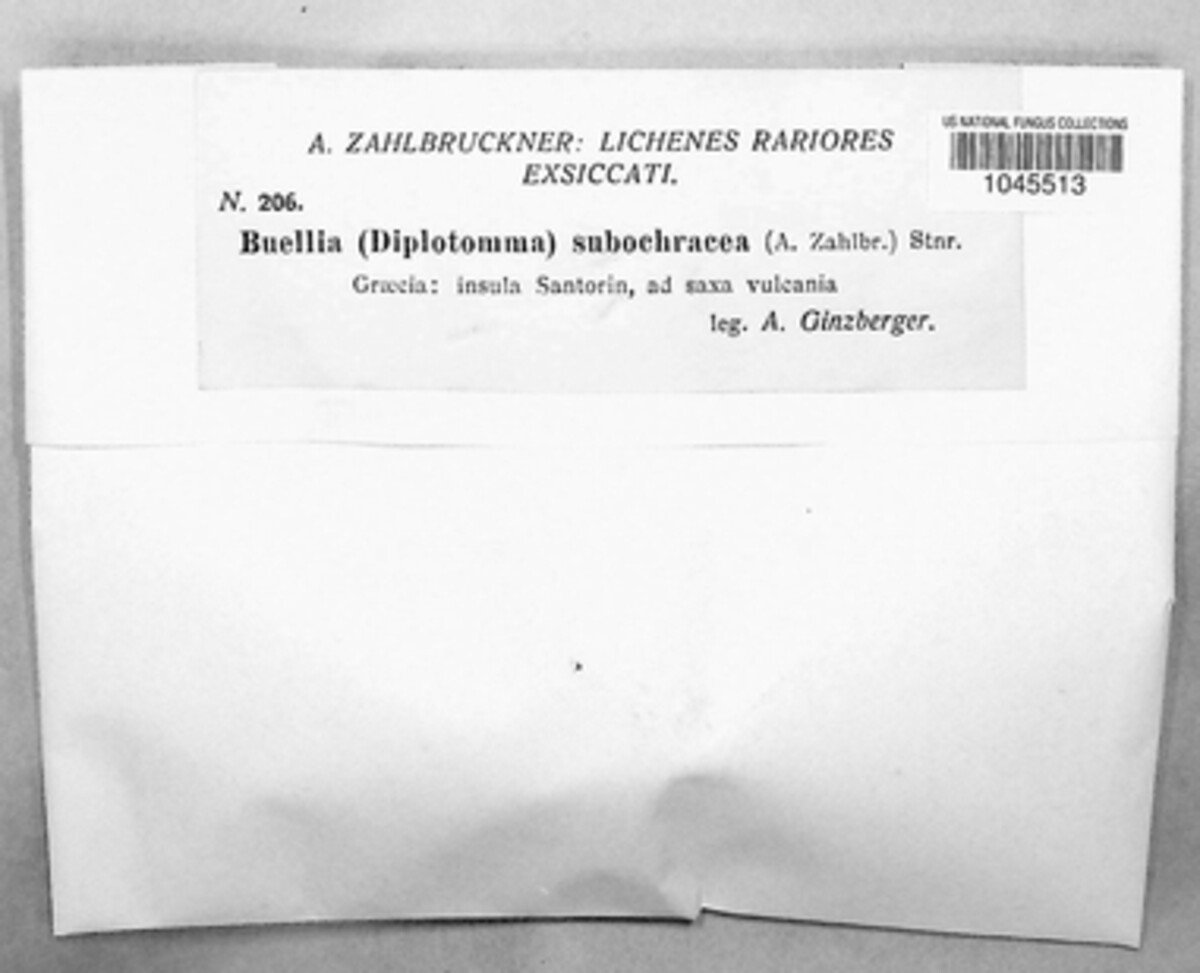 A. ZAHLBRUCKNER: LICHENES RARIORES
EXSICCATI.
US NATIONAL FUNGUS COLLECTIONS
1045513
N. 206.
Buellia (Diplotomma) subochracea (A. Zahlbr.) Stnr.
Græcia: insula Santorin, ad saxa vulcania
leg. A. Ginzberger.